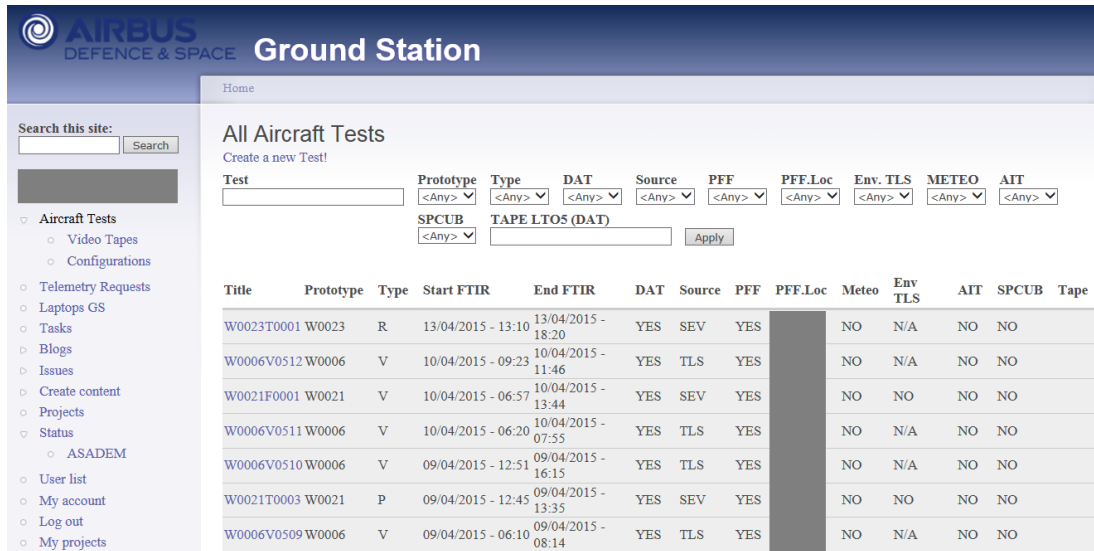 AIRBUS
DEFENCE & SPACE Ground Station
Home
Search this site:
Search
Aircraft Tests
Video Tapes
Configurations
Telemetry Requests
Laptops GS
Tasks
Blogs
Issues
Create content
Projects
Status
ASADEM
User list
My account
Log out
My projects
All Aircraft Tests
Create a new Test!
Test Prototype Type DAT Source PFF PFF.Loc Env. TLS METEO AIT
<Any> <Any> <Any> <Any> <Any> <Any> <Any> <Any> <Any>
SPCUB TAPE LTO5 (DAT)
<Any> Apply
Title Prototype Type Start FTIR End FTIR DAT Source PFF PFF.Loc Meteo Env TLS AIT SPCUB Tape
W0023T0001 W0023 R 13/04/2015 - 13:10 13/04/2015 - 18:20 YES SEV YES NO N/A NO NO
W0006V0512 W0006 V 10/04/2015 - 09:23 10/04/2015 - 11:46 YES TLS YES NO N/A NO NO
W0021F0001 W0021 V 10/04/2015 - 06:57 10/04/2015 - 13:44 YES SEV YES NO NO NO NO
W0006V0511 W0006 V 10/04/2015 - 06:20 10/04/2015 - 07:55 YES TLS YES NO N/A NO NO
W0006V0510 W0006 V 09/04/2015 - 12:51 09/04/2015 - 16:15 YES TLS YES NO N/A NO NO
W0021T0003 W0021 P 09/04/2015 - 12:45 09/04/2015 - 13:35 YES SEV YES NO NO NO NO
W0006V0509 W0006 V 09/04/2015 - 06:10 09/04/2015 - 08:14 YES TLS YES NO N/A NO NO